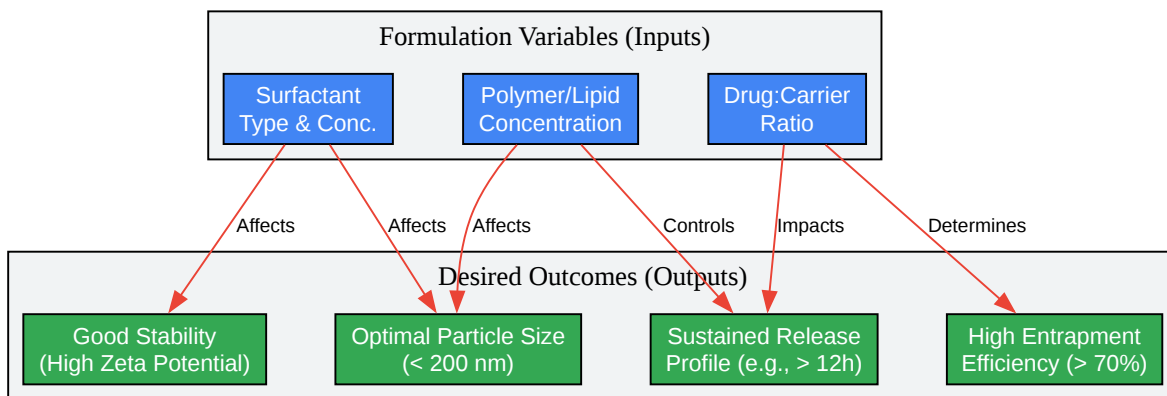 Formulation Variables (Inputs)
Surfactant
Type & Conc.
Polymer/Lipid
Concentration
Drug:Carrier
Ratio
Affects
Affects
Affects
Controls
Impacts
Determines
Desired Outcomes (Outputs)
Good Stability
(High Zeta Potential)
Optimal Particle Size
(< 200 nm)
Sustained Release
Profile (e.g., > 12h)
High Entrapment
Efficiency (> 70%)